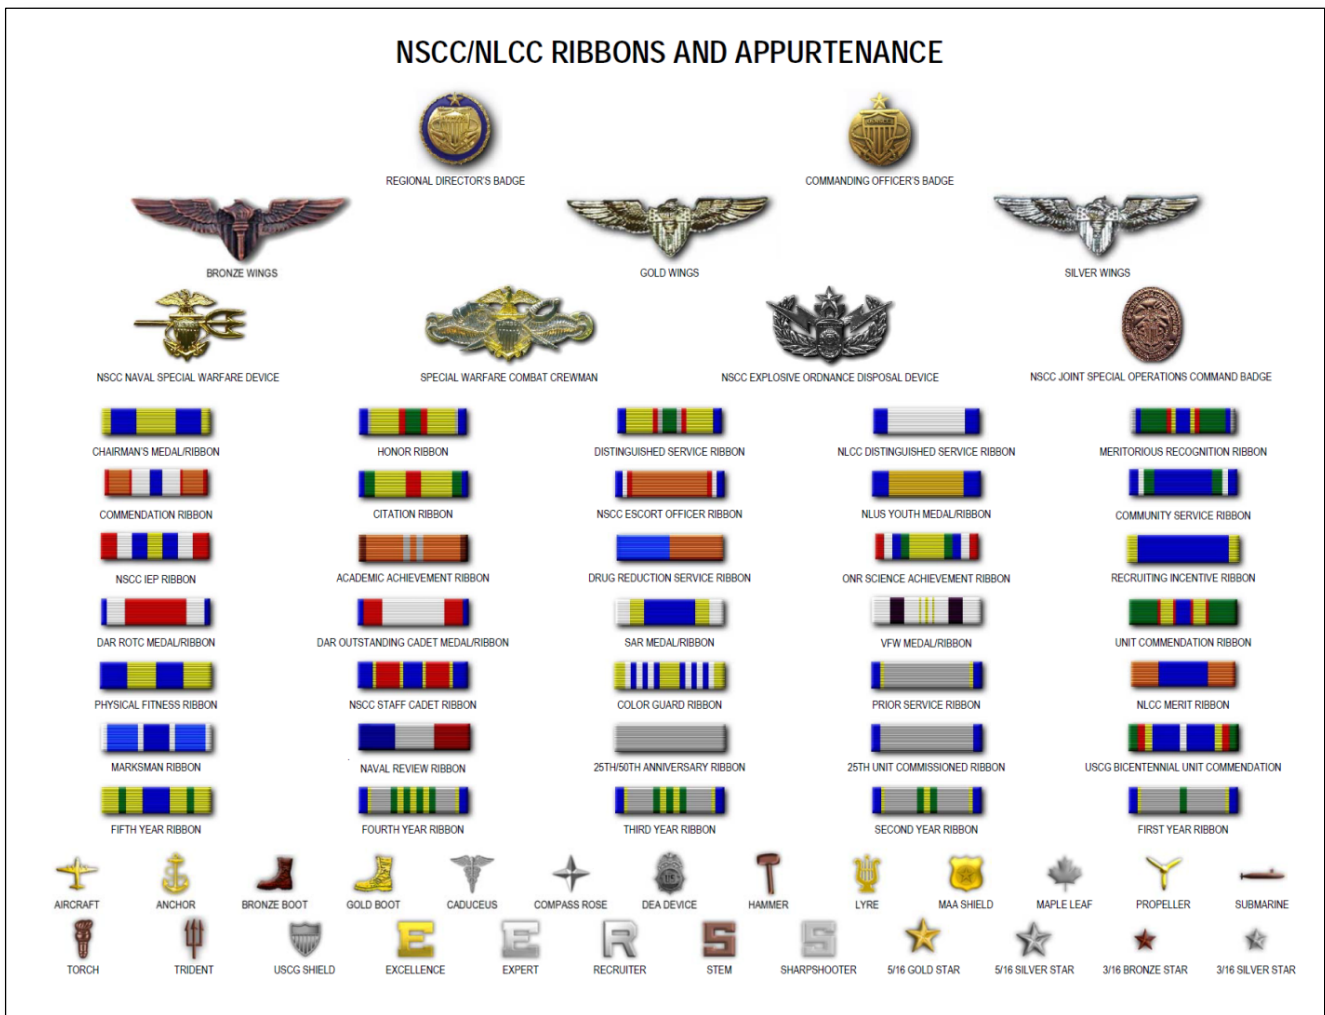 NSCC/NLCC RIBBONS AND APPURTENANCE
REGIONAL DIRECTOR'S BADGE
COMMANDING OFFICER'S BADGE
BRONZE WINGS
GOLD WINGS
SILVER WINGS
NSCC NAVAL SPECIAL WARFARE DEVICE
SPECIAL WARFARE COMBAT CREWMAN
NSCC EXPLOSIVE ORDNANCE DISPOSAL DEVICE
NSCC JOINT SPECIAL OPERATIONS COMMAND BADGE
CHAIRMAN'S MEDAL/RIBBON
HONOR RIBBON
DISTINGUISHED SERVICE RIBBON
NLCC DISTINGUISHED SERVICE RIBBON
MERITORIOUS RECOGNITION RIBBON
COMMENDATION RIBBON
CITATION RIBBON
NSCC ESCORT OFFICER RIBBON
NLUS YOUTH MEDAL/RIBBON
COMMUNITY SERVICE RIBBON
NSCC IEP RIBBON
ACADEMIC ACHIEVEMENT RIBBON
DRUG REDUCTION SERVICE RIBBON
ONR SCIENCE ACHIEVEMENT RIBBON
RECRUITING INCENTIVE RIBBON
DAR ROTC MEDAL/RIBBON
DAR OUTSTANDING CADET MEDAL/RIBBON
SAR MEDAL/RIBBON
VFW MEDAL/RIBBON
UNIT COMMENDATION RIBBON
PHYSICAL FITNESS RIBBON
NSCC STAFF CADET RIBBON
COLOR GUARD RIBBON
PRIOR SERVICE RIBBON
NLCC MERIT RIBBON
MARKSMAN RIBBON
NAVAL REVIEW RIBBON
25TH/50TH ANNIVERSARY RIBBON
25TH UNIT COMMISSIONED RIBBON
USCG BICENTENNIAL UNIT COMMENDATION
FIFTH YEAR RIBBON
FOURTH YEAR RIBBON
THIRD YEAR RIBBON
SECOND YEAR RIBBON
FIRST YEAR RIBBON
AIRCRAFT
ANCHOR
BRONZE BOOT
GOLD BOOT
CADUCEUS
COMPASS ROSE
DEA DEVICE
HAMMER
LYRE
MAA SHIELD
MAPLE LEAF
PROPELLER
SUBMARINE
E
E
R
S
S
TORCH
TRIDENT
USCG SHIELD
EXCELLENCE
EXPERT
RECRUITER
STEM
SHARPSHOOTER
5/16 GOLD STAR
5/16 SILVER STAR
3/16 BRONZE STAR
3/16 SILVER STAR